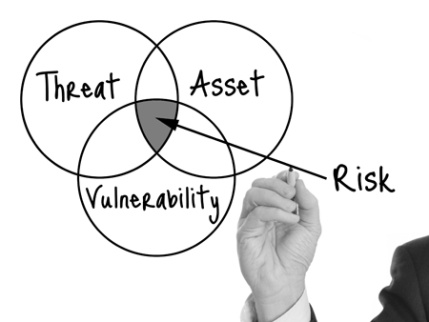 Threat
Asset
Vulnerability
Risk